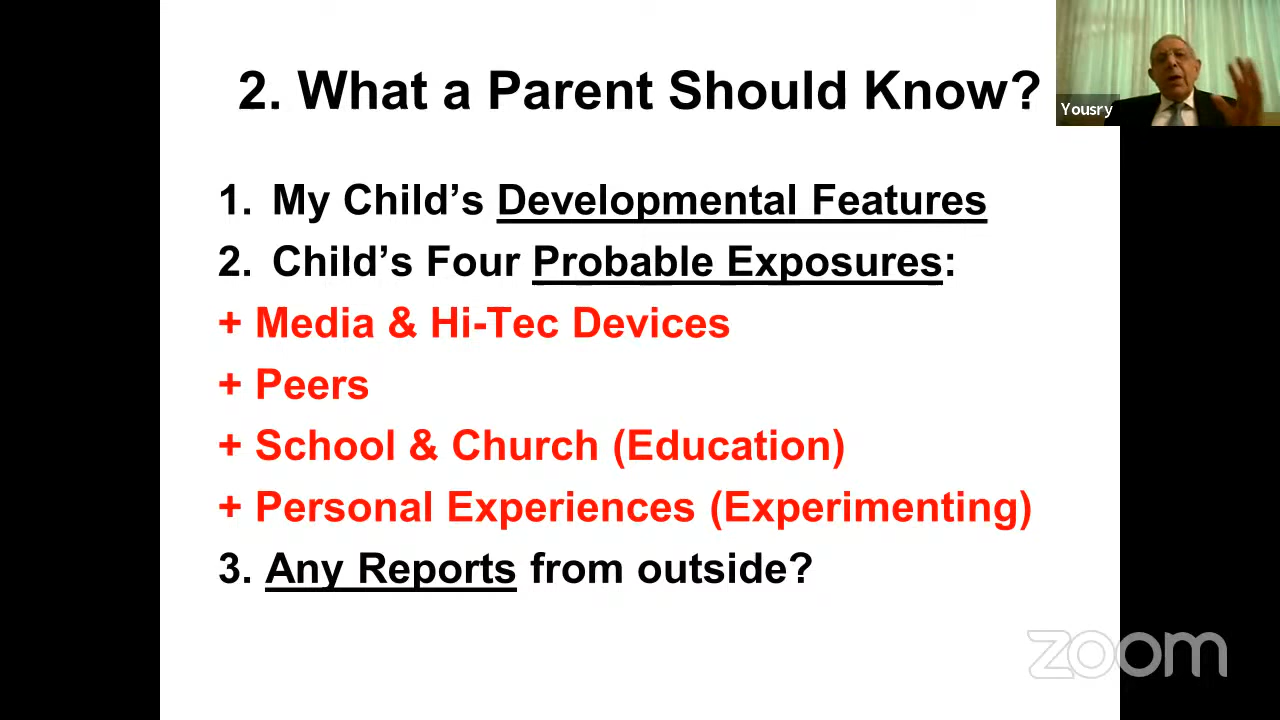 2. What a Parent Should Know?
Yousry
1. My Child’s Developmental Features
2. Child’s Four Probable Exposures:
+ Media & Hi-Tec Devices
+ Peers
+ School & Church (Education)
+ Personal Experiences (Experimenting)
3. Any Reports from outside?
zoom